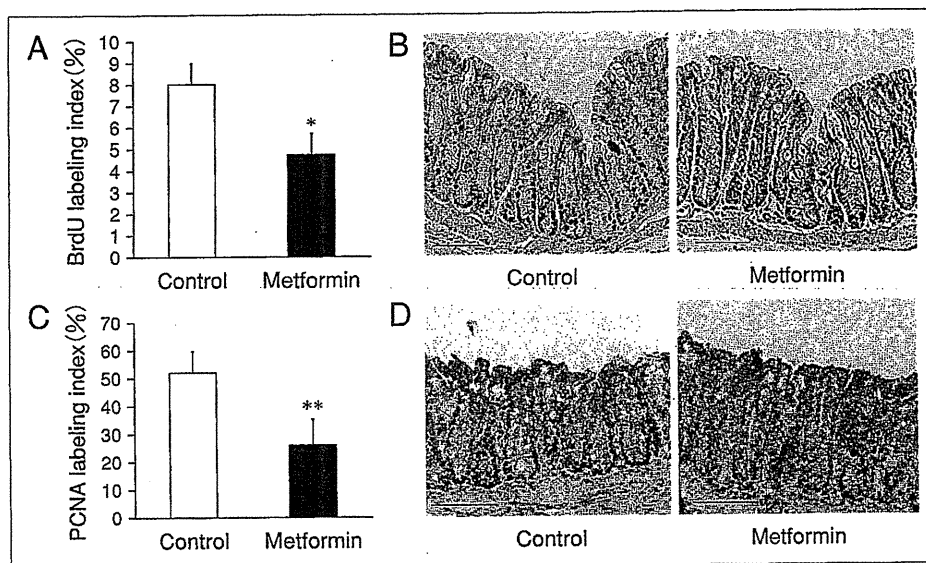 A
BrdU labeling index(%)
10
9
8
7
6
5
4
3
2
1
0
*
Control
Metformin
B
Control
Metformin
C
PCNA labeling index(%)
70
60
50
40
30
20
10
0
**
Control
Metformin
D
Control
Metformin